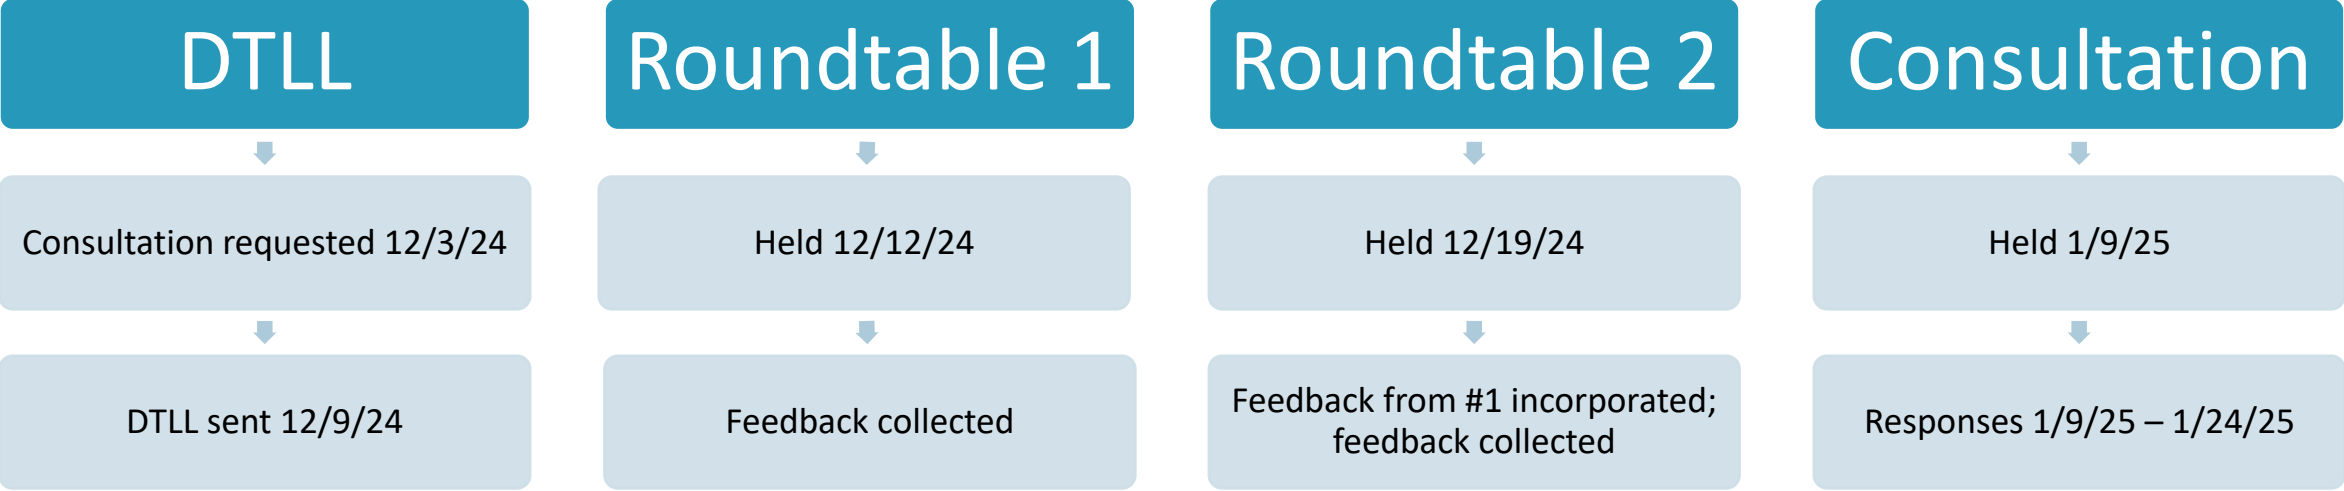 DTLL
Consultation requested 12/3/24
DTLL sent 12/9/24
Roundtable 1
Held 12/12/24
Feedback collected
Roundtable 2
Held 12/19/24
Feedback from #1 incorporated;
feedback collected
Consultation
Held 1/9/25
Responses 1/9/25 – 1/24/25